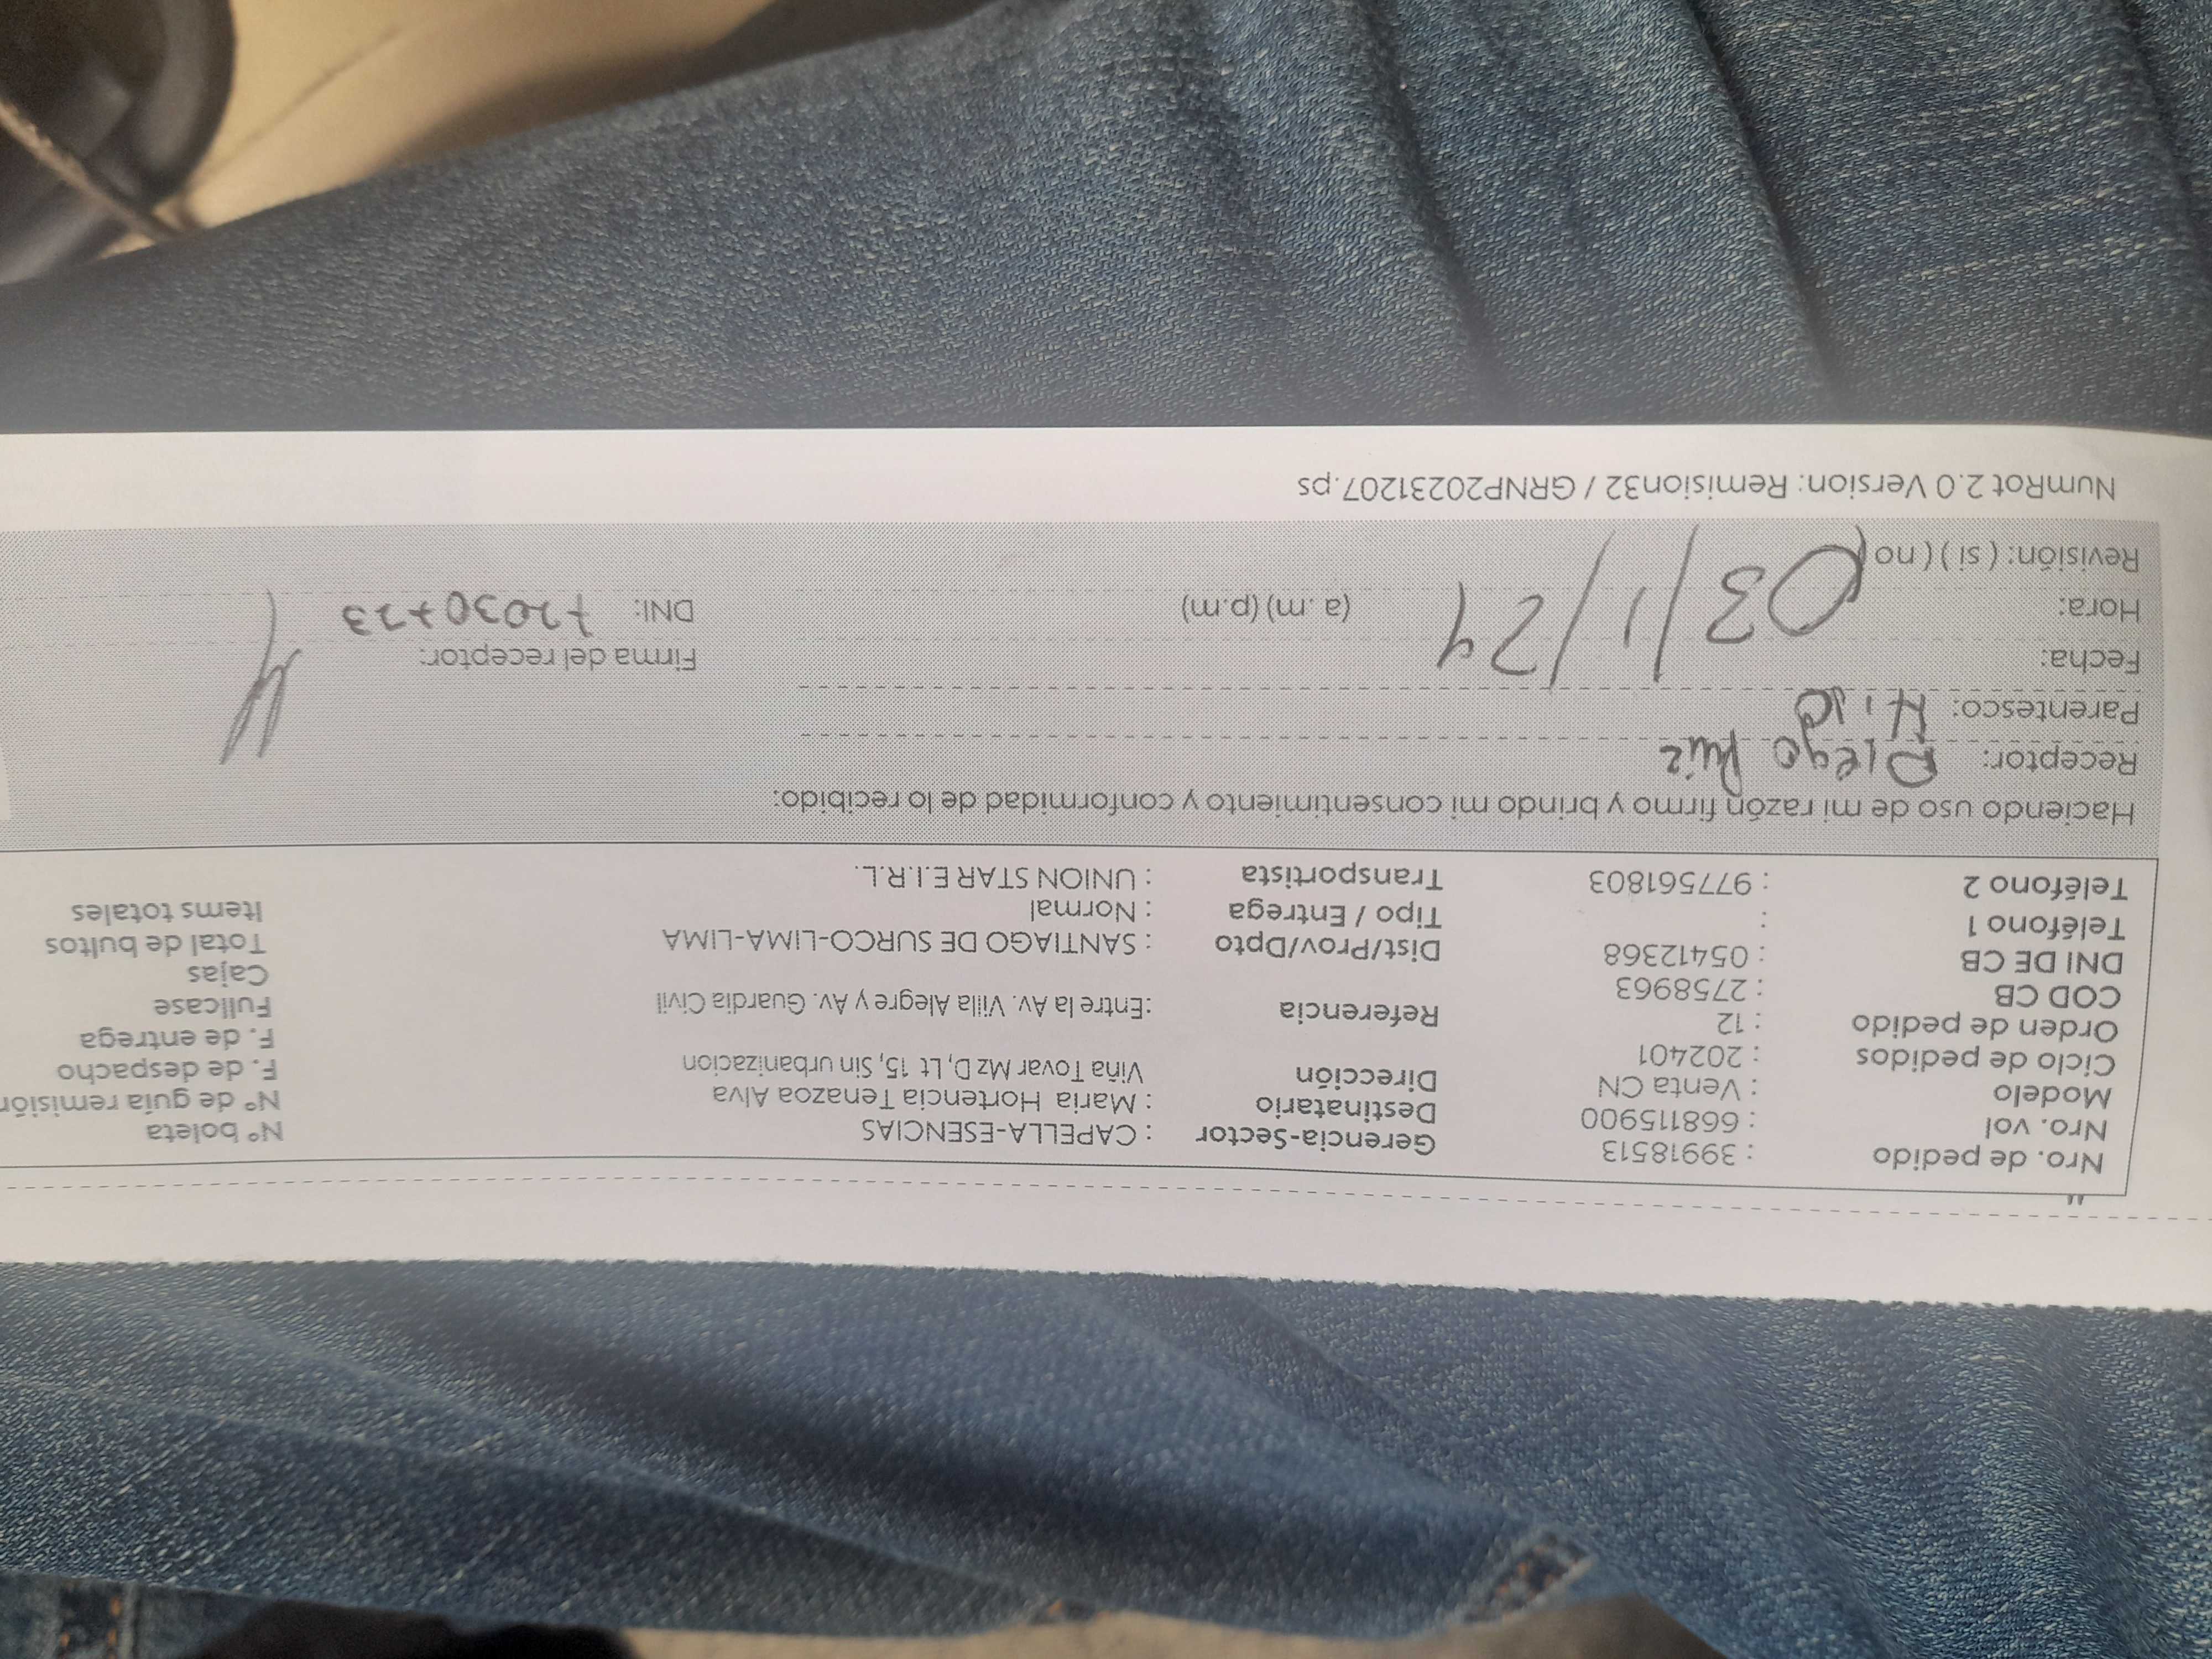 Nro. de pedido : 39918513 Gerencia-Sector : CAPELLA-ESENCIAS N° boleta
Nro. vol : 668115900 Destinatario : Maria Hortencia Tenazoa Alva N° de guía remisión
Modelo : Venta CN Dirección Viña Tovar Mz D, Lt 15, Sin urbanizacion F. de despacho
Ciclo de pedidos : 202401 F. de entrega
Orden de pedido : 12 Referencia :Entre la Av. Villa Alegre y Av. Guardia Civil Fullcase
COD CB : 2758963 Cajas
DNI DE CB : 05412368 Dist/Prov/Dpto : SANTIAGO DE SURCO-LIMA-LIMA Total de bultos
Teléfono 1 : Tipo / Entrega : Normal Items totales
Teléfono 2 : 977561803 Transportista : UNION STAR E.I.R.L.
Haciendo uso de mi razón firmo y brindo mi consentimiento y conformidad de lo recibido:
Receptor: Diego Ruiz
Parentesco: Hijo
Fecha: 03/1/24 Firma del receptor:
Hora: (a.m) (p.m) DNI: 72030723
Revisión: ( si ) ( no )
NumRot 2.0 Version: Remision32 / GRNP20231207.ps